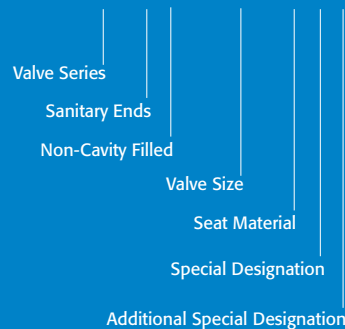 Valve Series
Sanitary Ends
Non-Cavity Filled
Valve Size
Seat Material
Special Designation
Additional Special Designation